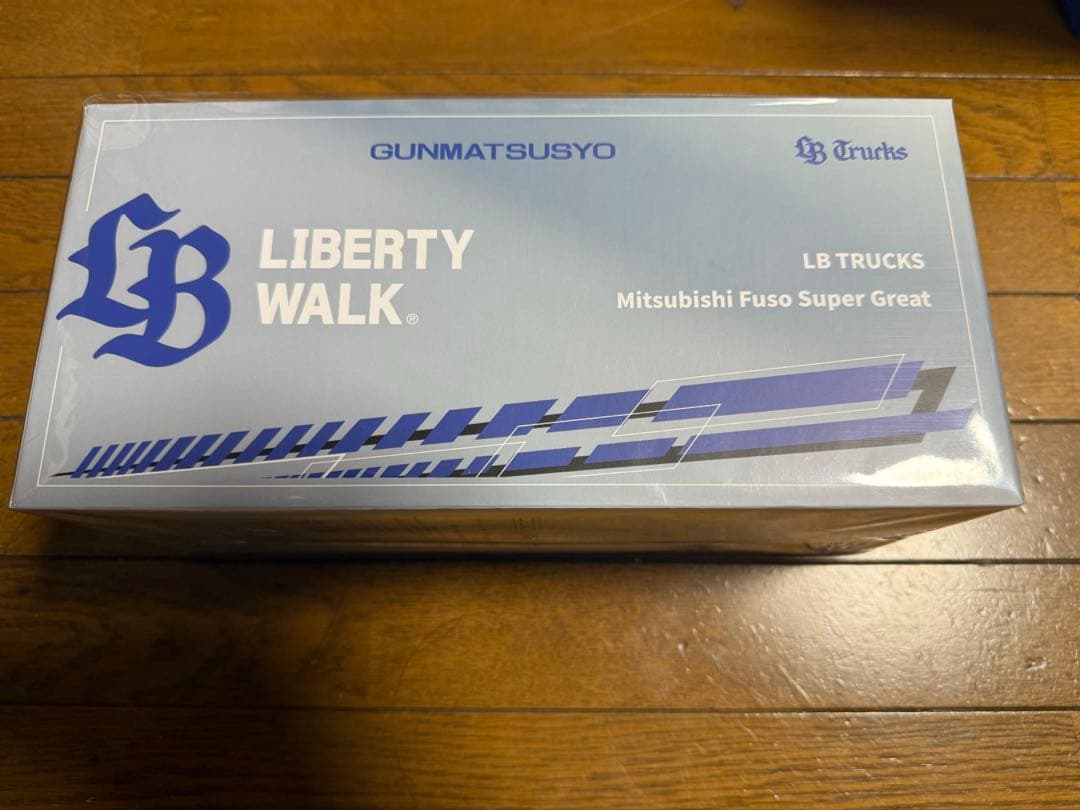 GUNMATSUSYO
LB Trucks
LB
LIBERTY
WALK®
LB TRUCKS
Mitsubishi Fuso Super Great